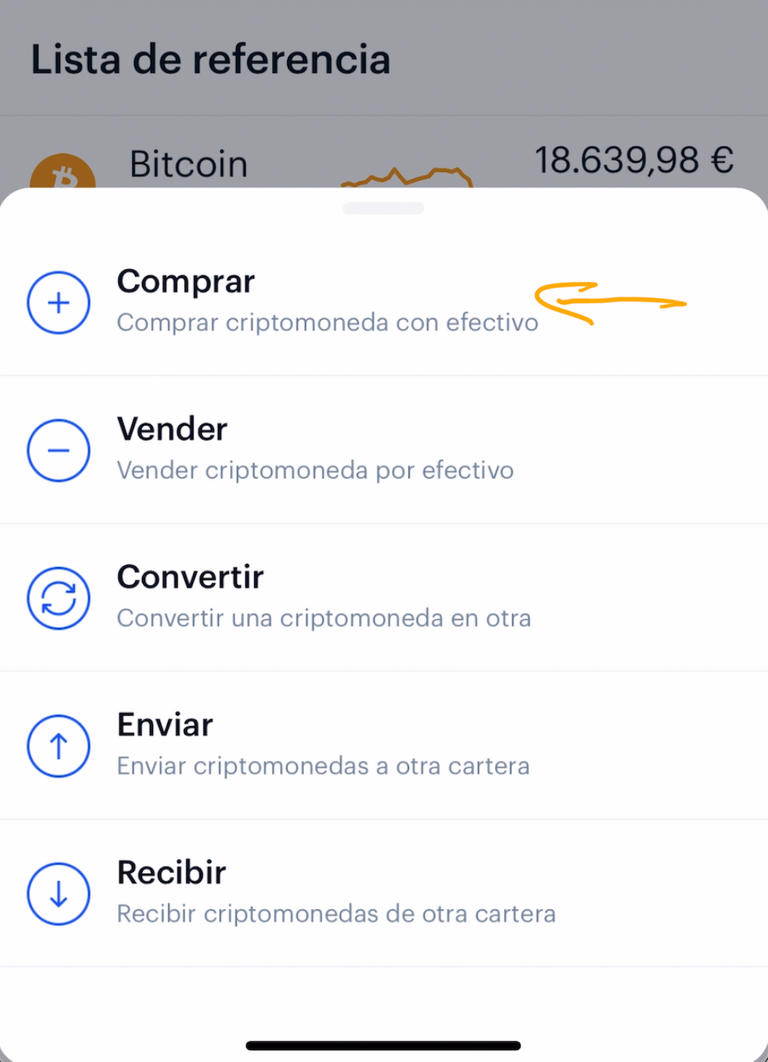 Lista de referencia
Bitcoin 18.639,98 €
Comprar
Comprar criptomoneda con efectivo
Vender
Vender criptomoneda por efectivo
Convertir
Convertir una criptomoneda en otra
Enviar
Enviar criptomonedas a otra cartera
Recibir
Recibir criptomonedas de otra cartera